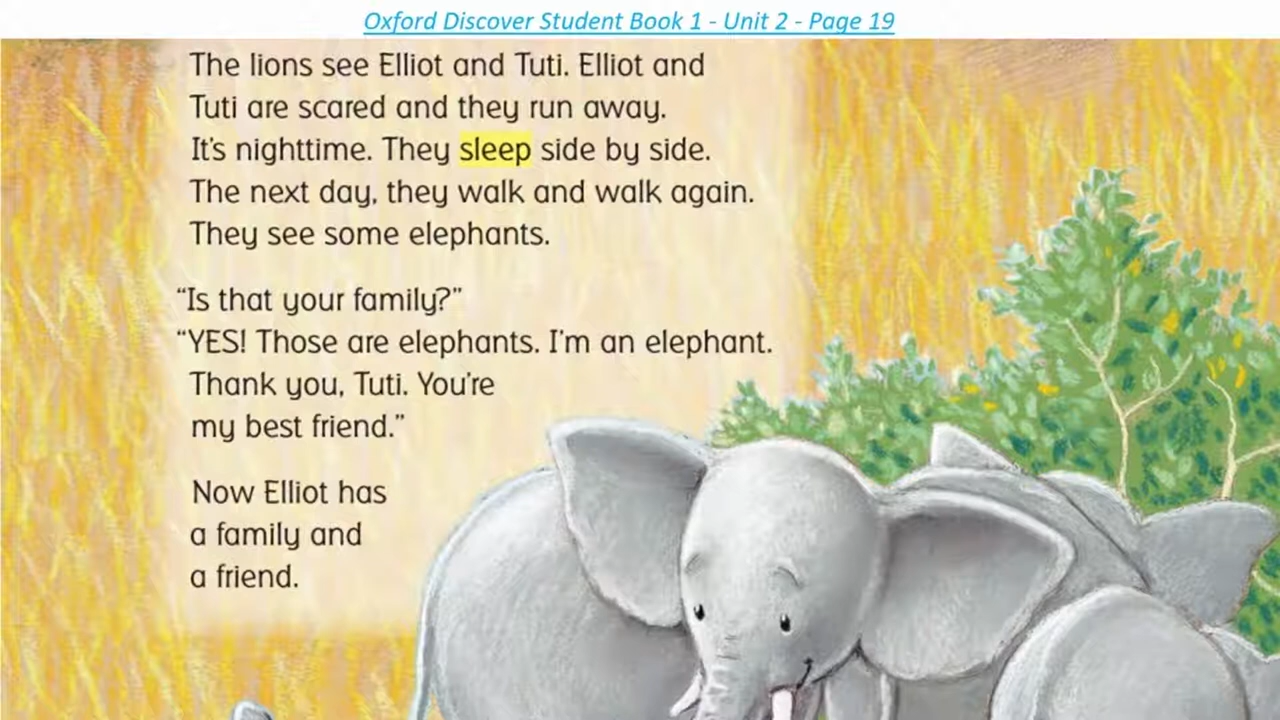 Oxford Discover Student Book 1 - Unit 2 - Page 19
The lions see Elliot and Tuti. Elliot and
Tuti are scared and they run away.
It's nighttime. They sleep side by side.
The next day, they walk and walk again.
They see some elephants.
“Is that your family?”
“YES! Those are elephants. I'm an elephant.
Thank you, Tuti. You're
my best friend.”
Now Elliot has
a family and
a friend.